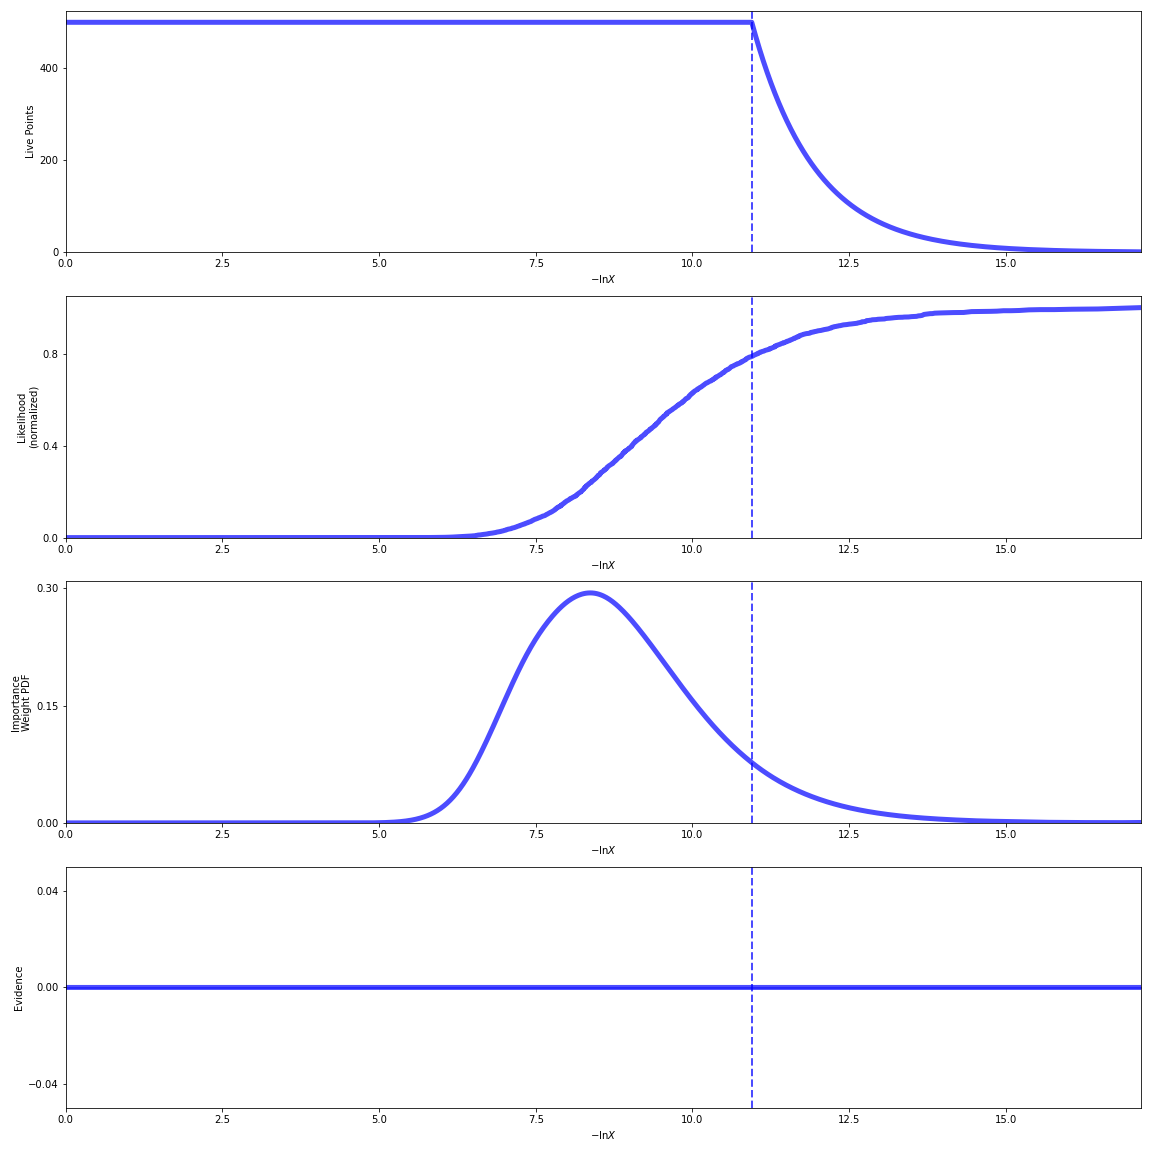 Live Points
400
200
0
0.0 2.5 5.0 7.5 10.0 12.5 15.0
−lnX
Likelihood
(normalized)
0.8
0.4
0.0
0.0 2.5 5.0 7.5 10.0 12.5 15.0
−lnX
Importance
Weight PDF
0.30
0.15
0.00
0.0 2.5 5.0 7.5 10.0 12.5 15.0
−lnX
Evidence
0.04
0.00
−0.04
0.0 2.5 5.0 7.5 10.0 12.5 15.0
−lnX